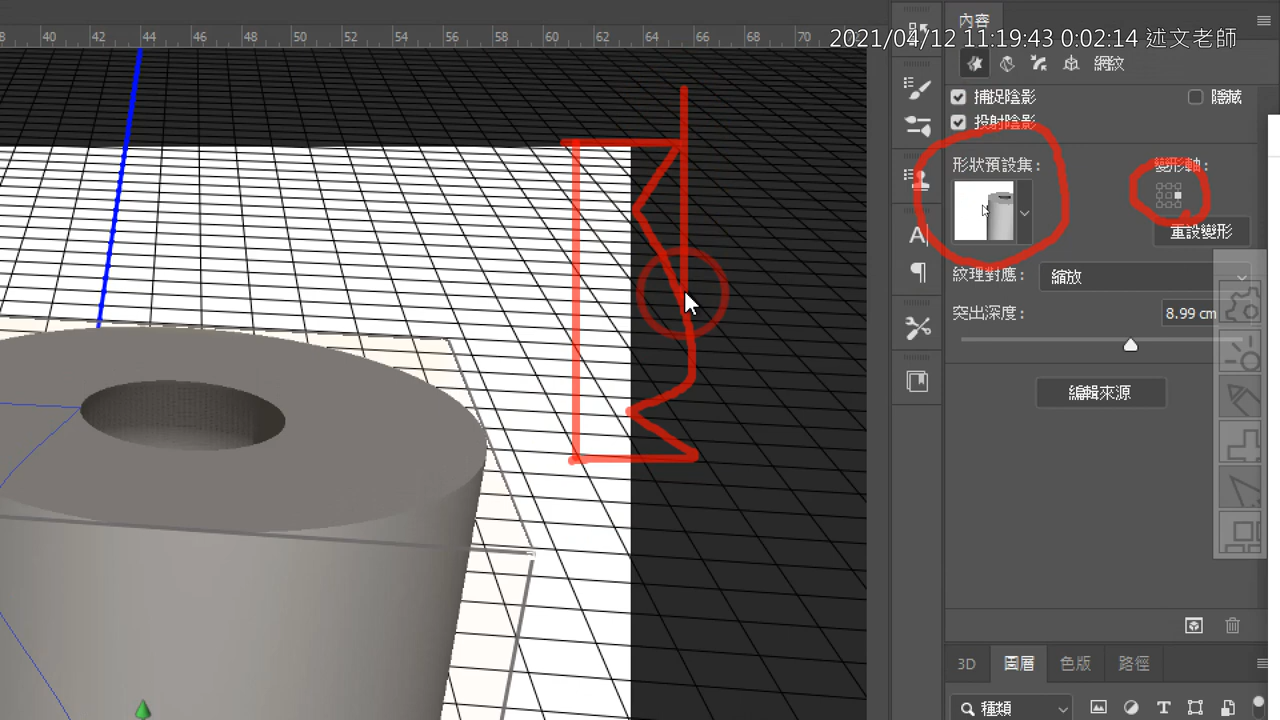 40 42 44 46 48 50 52 54 56 58 60 62 64 66 68 70
內容
2021/04/12 11:19:43 0:02:14 述文老師
網紋
捕捉陰影 隱藏
投射陰影
形狀預設集: 變形軸:
重設變形
紋理對應: 縮放
突出深度: 8.99 cm
編輯來源
3D 圖層 色版 路徑
種類